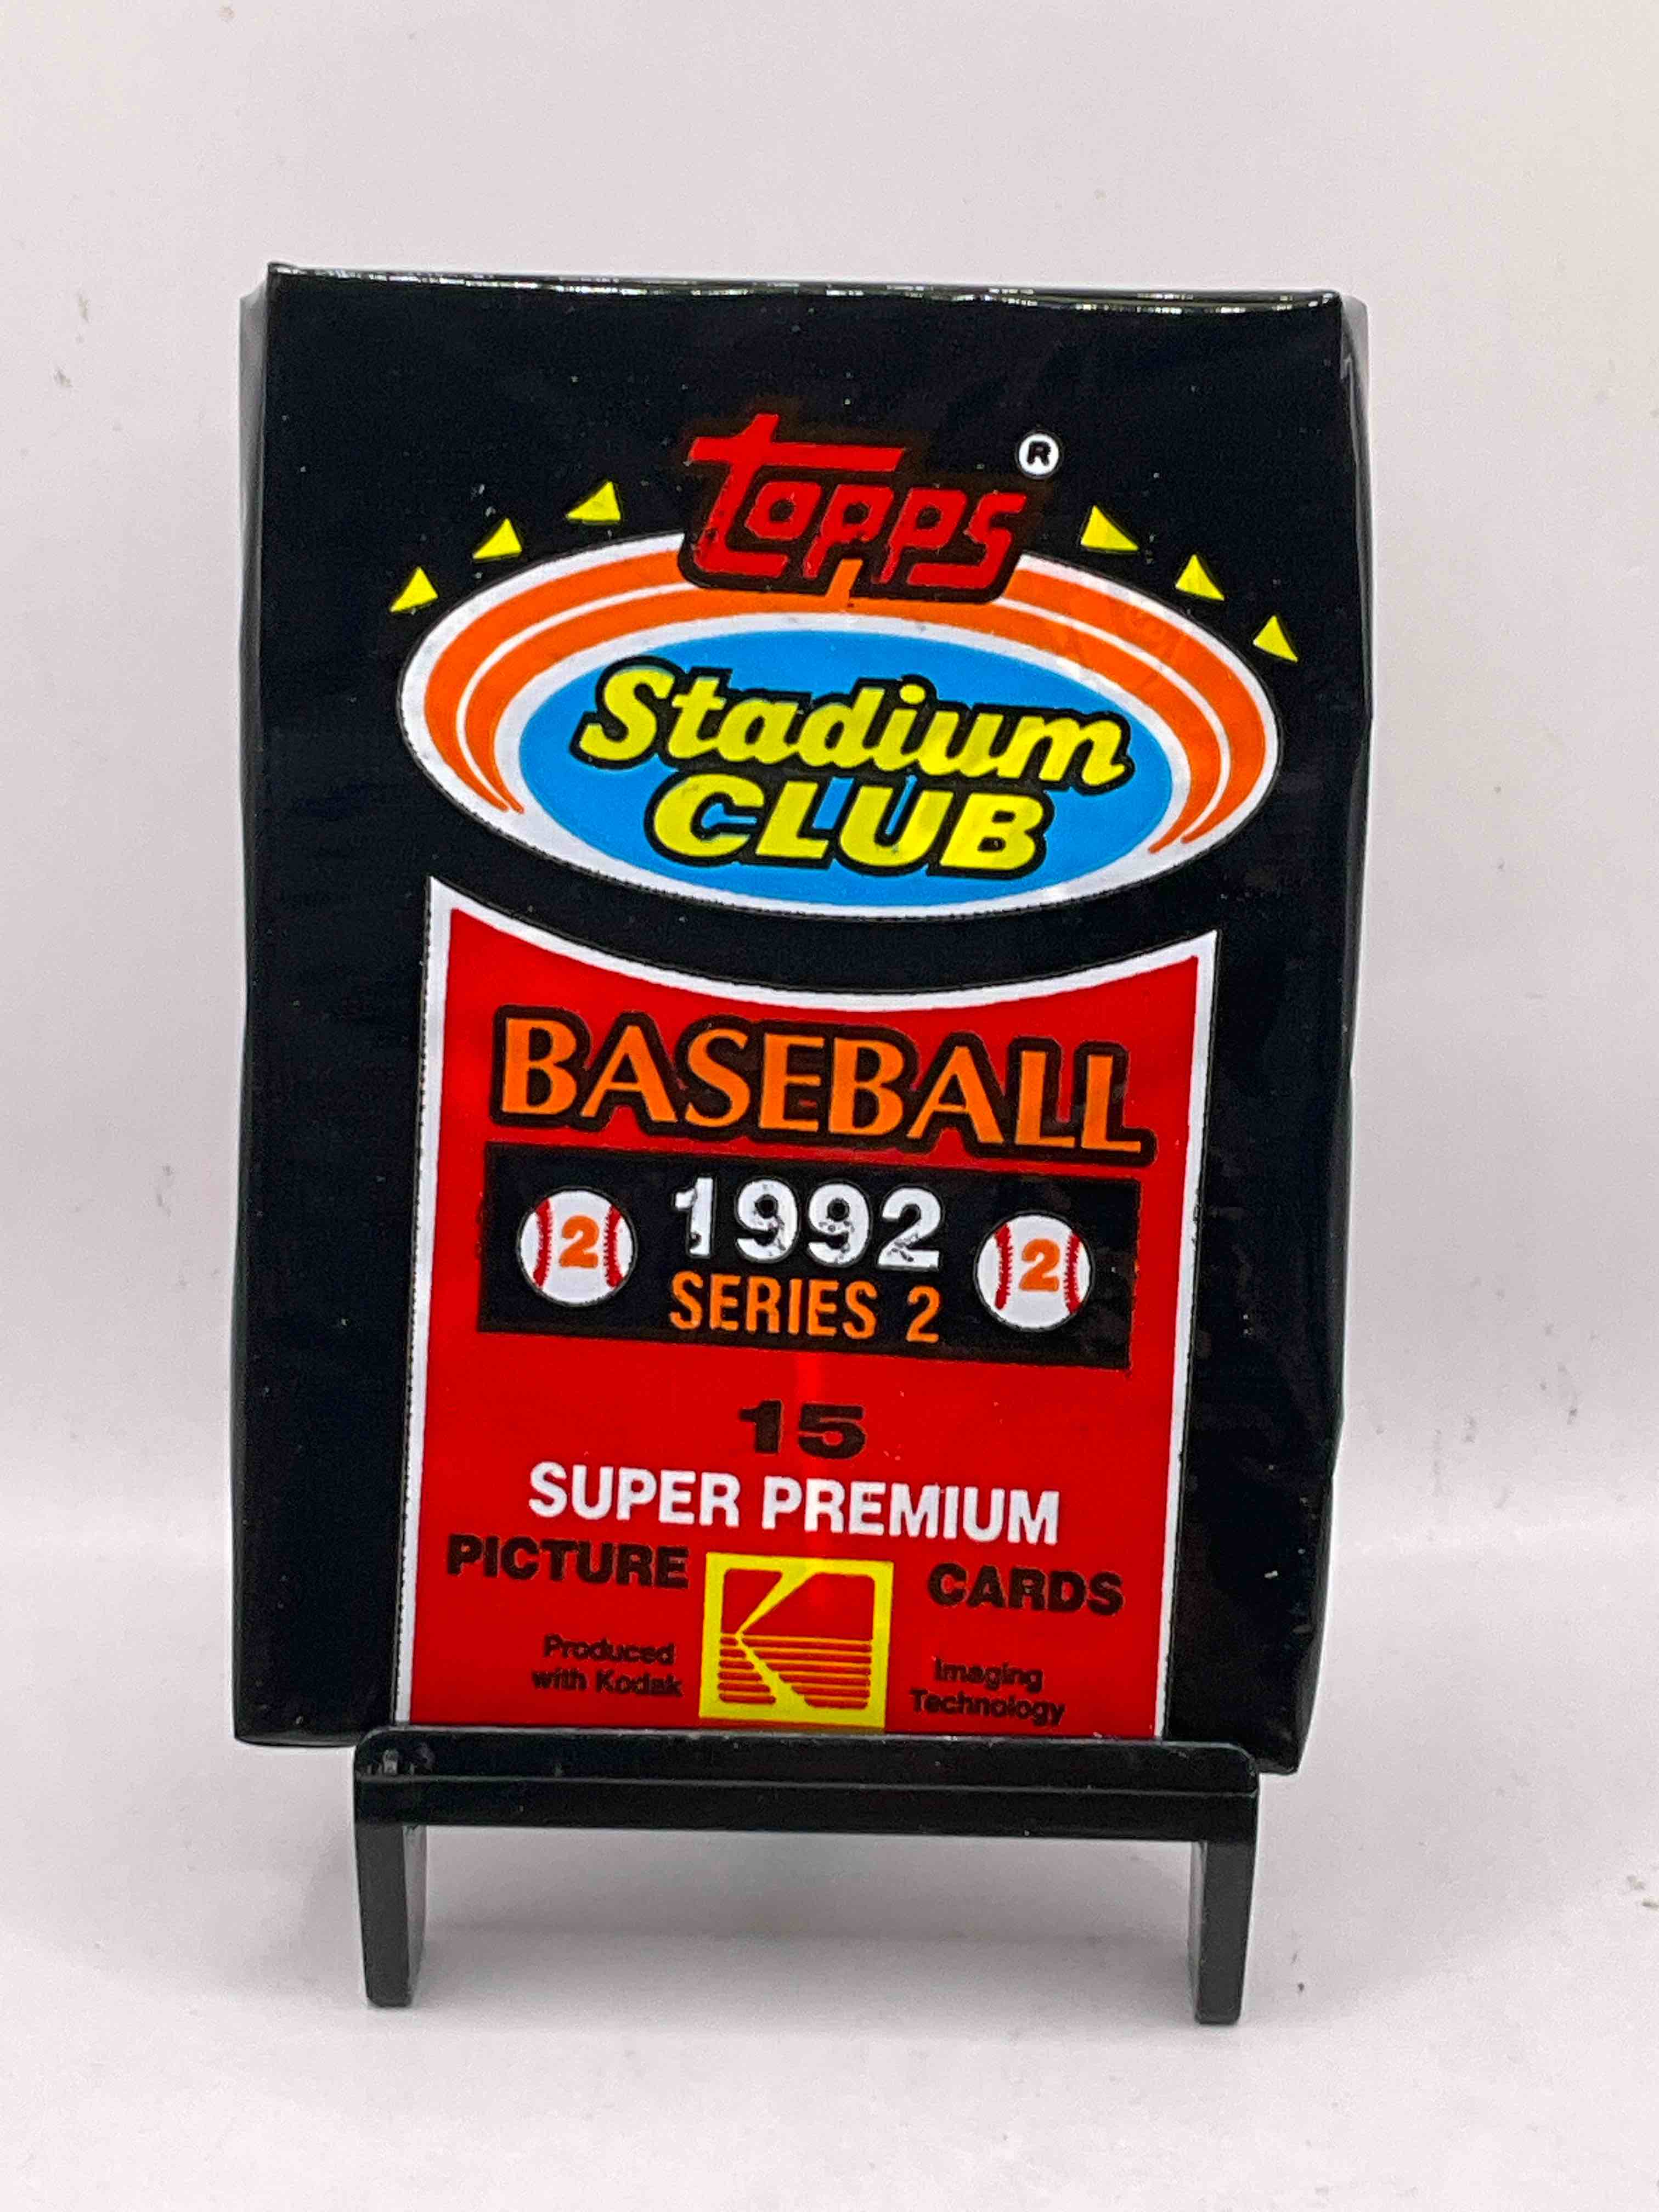 Topps®
Stadium
CLUB
BASEBALL
2 1992 2
SERIES 2
15
SUPER PREMIUM
PICTURE CARDS
Produced
with Kodak
Imaging
Technology